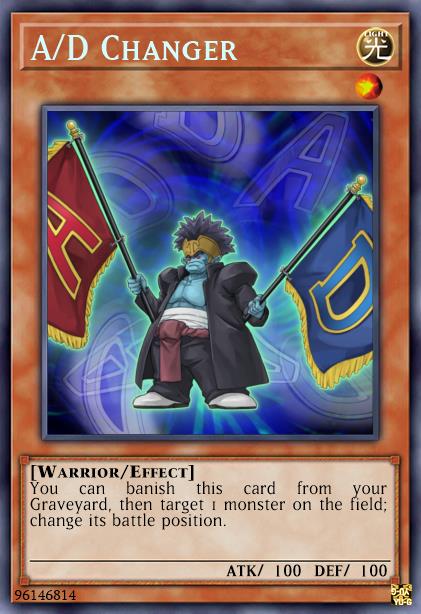 A/D Changer
LIGHT
光
A
D
A
D
[Warrior/Effect]
You can banish this card from your
Graveyard, then target 1 monster on the field;
change its battle position.
ATK/ 100 DEF/ 100
96146814